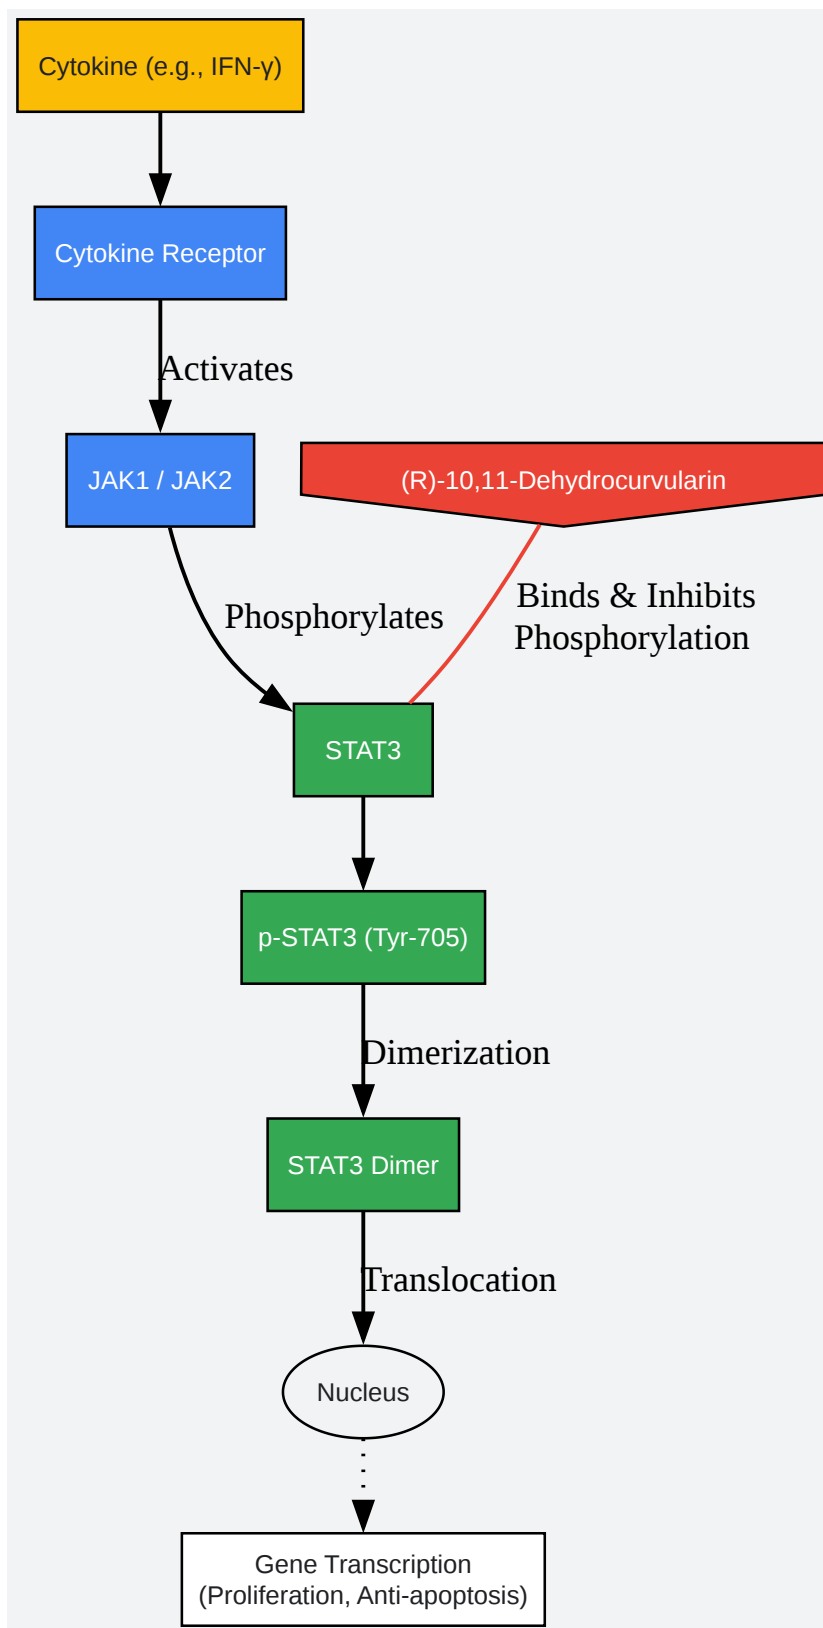 Cytokine (e.g., IFN-γ)
Cytokine Receptor
Activates
JAK1 / JAK2
(R)-10,11-Dehydrocurvularin
Phosphorylates
Binds & Inhibits
Phosphorylation
STAT3
p-STAT3 (Tyr-705)
Dimerization
STAT3 Dimer
Translocation
Nucleus
Gene Transcription
(Proliferation, Anti-apoptosis)